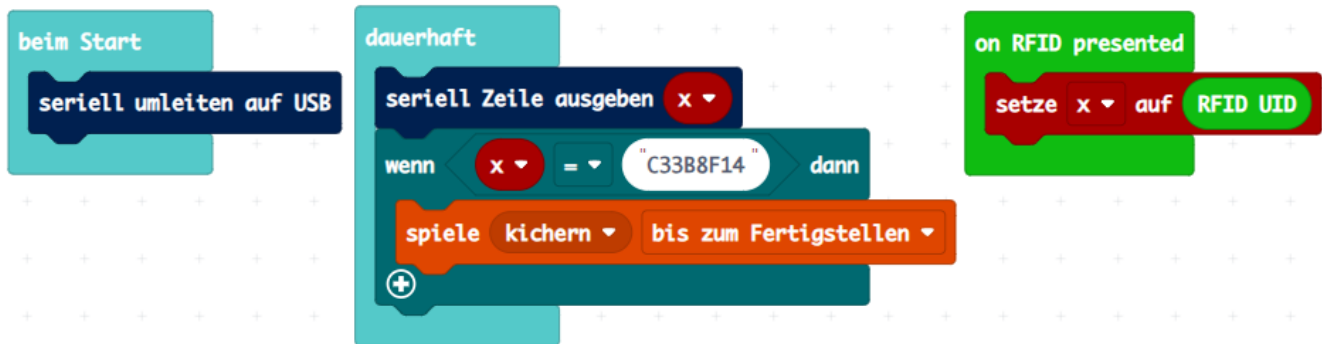 beim Start
seriell umleiten auf USB
dauerhaft
seriell Zeile ausgeben x
wenn x = "C33B8F14" dann
spiele kichern bis zum Fertigstellen
on RFID presented
setze x auf RFID UID